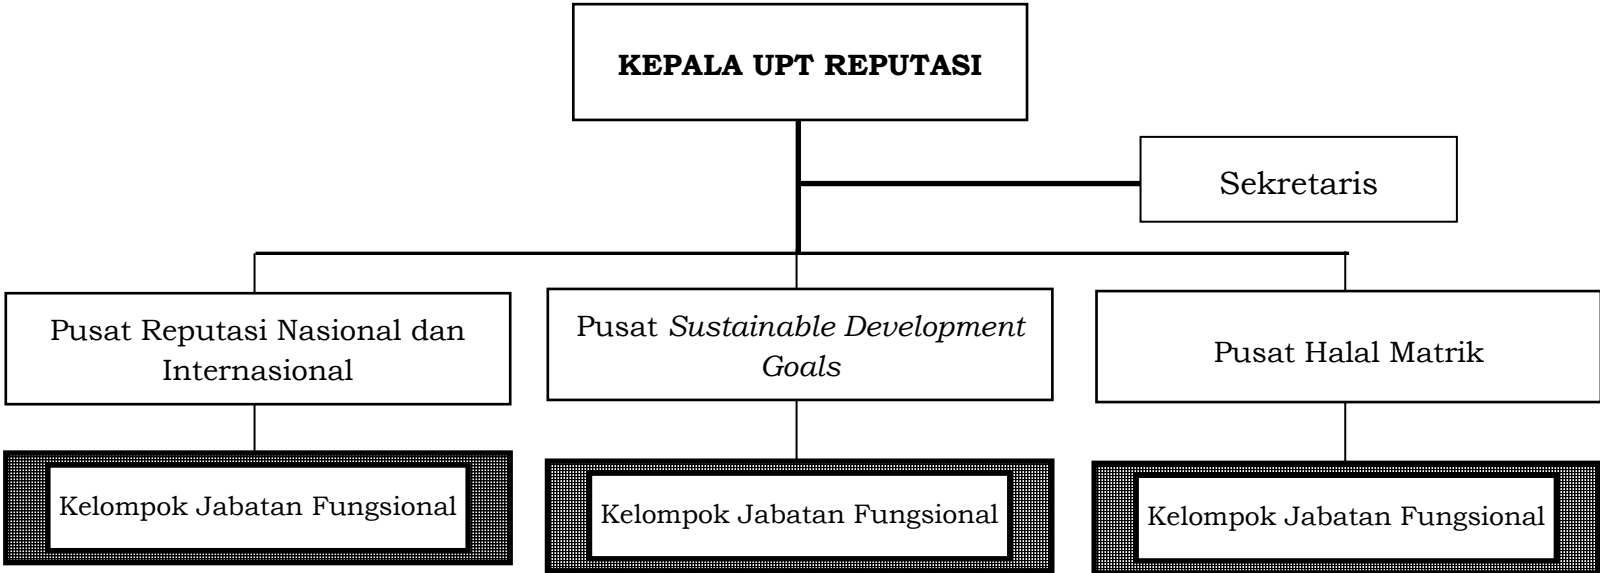 KEPALA UPT REPUTASI
Sekretaris
Pusat Reputasi Nasional dan
Internasional
Pusat Sustainable Development
Goals
Pusat Halal Matrik
Kelompok Jabatan Fungsional
Kelompok Jabatan Fungsional
Kelompok Jabatan Fungsional